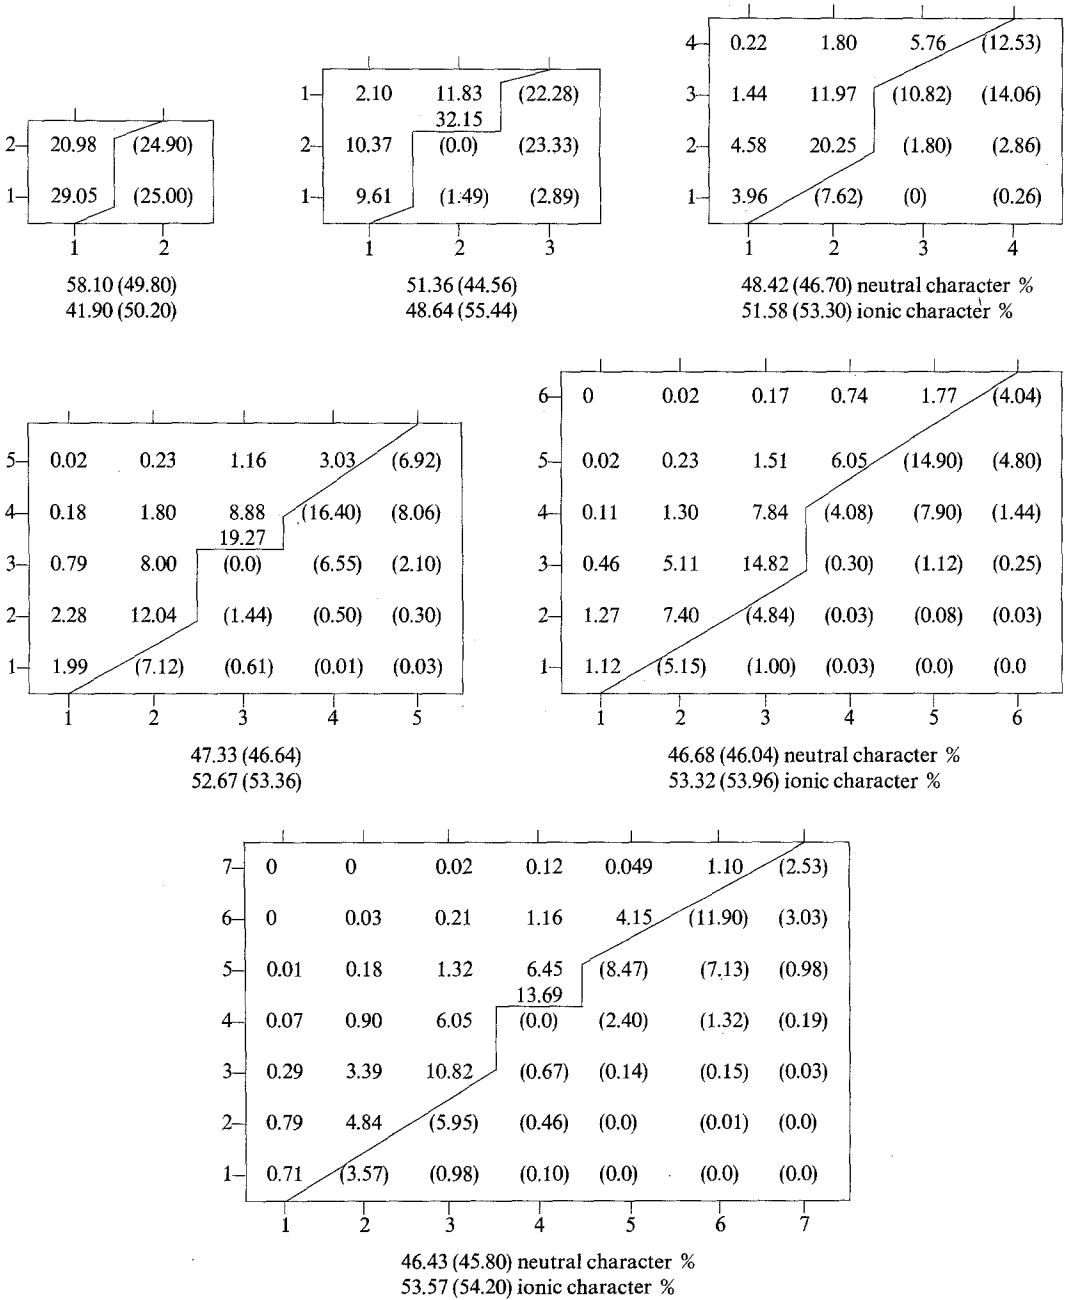 2 20.98 (24.90)
1 29.05 (25.00)
1 2
58.10 (49.80)
41.90 (50.20)
1 2.10 11.83 (22.28)
32.15
2 10.37 (0.0) (23.33)
1 9.61 (1.49) (2.89)
1 2 3
51.36 (44.56)
48.64 (55.44)
4 0.22 1.80 5.76 (12.53)
3 1.44 11.97 (10.82) (14.06)
2 4.58 20.25 (1.80) (2.86)
1 3.96 (7.62) (0) (0.26)
1 2 3 4
48.42 (46.70) neutral character %
51.58 (53.30) ionic character %
5 0.02 0.23 1.16 3.03 (6.92)
4 0.18 1.80 8.88 (16.40) (8.06)
19.27
3 0.79 8.00 (0.0) (6.55) (2.10)
2 2.28 12.04 (1.44) (0.50) (0.30)
1 1.99 (7.12) (0.61) (0.01) (0.03)
1 2 3 4 5
47.33 (46.64)
52.67 (53.36)
6 0 0.02 0.17 0.74 1.77 (4.04)
5 0.02 0.23 1.51 6.05 (14.90) (4.80)
4 0.11 1.30 7.84 (4.08) (7.90) (1.44)
3 0.46 5.11 14.82 (0.30) (1.12) (0.25)
2 1.27 7.40 (4.84) (0.03) (0.08) (0.03)
1 1.12 (5.15) (1.00) (0.03) (0.0) (0.0
1 2 3 4 5 6
46.68 (46.04) neutral character %
53.32 (53.96) ionic character %
7 0 0 0.02 0.12 0.049 1.10 (2.53)
6 0 0.03 0.21 1.16 4.15 (11.90) (3.03)
5 0.01 0.18 1.32 6.45 (8.47) (7.13) (0.98)
13.69
4 0.07 0.90 6.05 (0.0) (2.40) (1.32) (0.19)
3 0.29 3.39 10.82 (0.67) (0.14) (0.15) (0.03)
2 0.79 4.84 (5.95) (0.46) (0.0) (0.01) (0.0)
1 0.71 (3.57) (0.98) (0.10) (0.0) (0.0) (0.0)
1 2 3 4 5 6 7
46.43 (45.80) neutral character %
53.57 (54.20) ionic character %